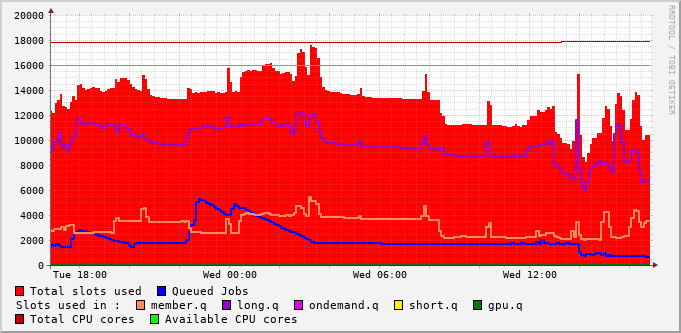 20000
18000
16000
14000
12000
10000
8000
6000
4000
2000
0
Tue 18:00 Wed 00:00 Wed 06:00 Wed 12:00
RRDTOOL / TOBI OETIKER
Total slots used Queued Jobs
Slots used in : member.q long.q ondemand.q short.q gpu.q
Total CPU cores Available CPU cores